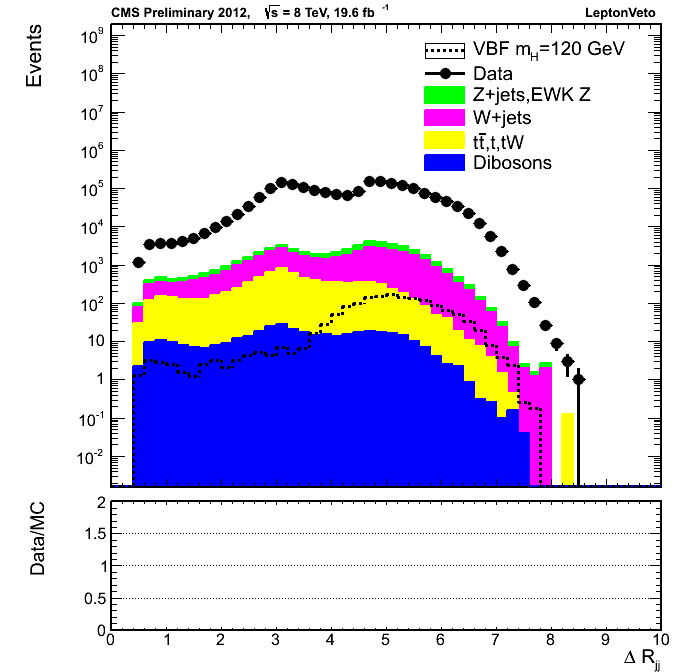 CMS Preliminary 2012, √s = 8 TeV, 19.6 fb⁻¹ LeptonVeto
Events
10⁹
10⁸
10⁷
10⁶
10⁵
10⁴
10³
10²
10
1
10⁻¹
10⁻²
VBF m_H=120 GeV
Data
Z+jets,EWK Z
W+jets
tt̄,t,tW
Dibosons
Data/MC
2
1.5
1
0.5
0
0 1 2 3 4 5 6 7 8 9 10
Δ R_jj